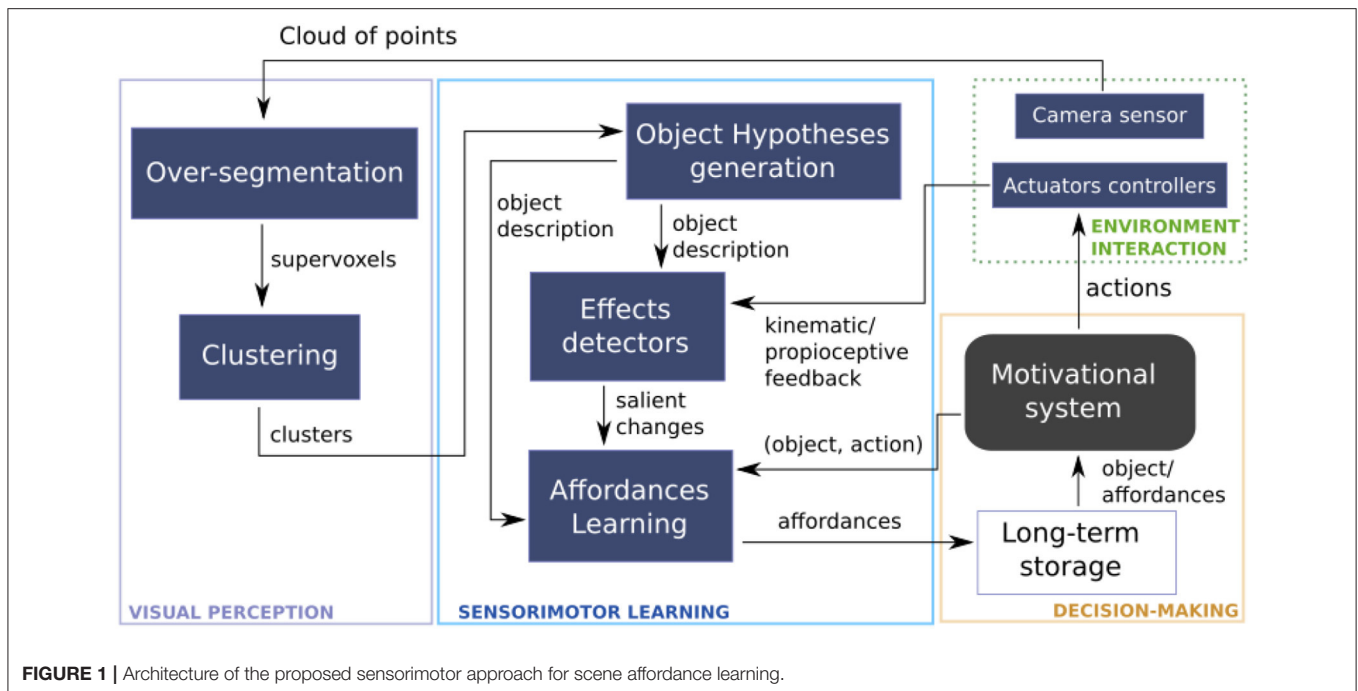 Cloud of points
Over-segmentation
supervoxels
Clustering
clusters
VISUAL PERCEPTION
Object Hypotheses
generation
object
description
object
description
Effects
detectors
kinematic/
propioceptive
feedback
salient
changes
(object, action)
Affordances
Learning
affordances
SENSORIMOTOR LEARNING
Camera sensor
Actuators controllers
ENVIRONMENT
INTERACTION
actions
Motivational
system
object/
affordances
Long-term
storage
DECISION-MAKING
FIGURE 1 | Architecture of the proposed sensorimotor approach for scene affordance learning.